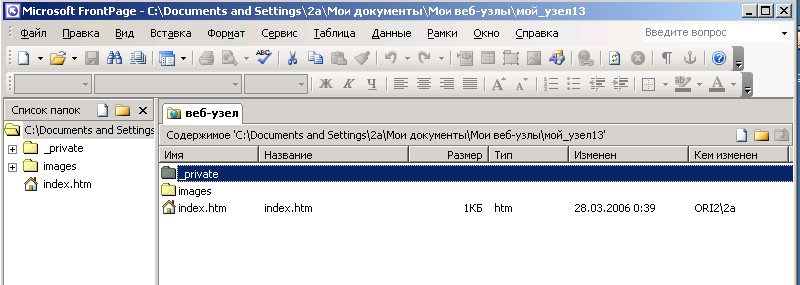 Microsoft FrontPage - C:\Documents and Settings\2a\Мои документы\Мои веб-узлы\мой_узел13
Файл Правка Вид Вставка Формат Сервис Таблица Данные Рамки Окно Справка Введите вопрос
ABC
Ж К Ч A A A
Список папок веб-узел
C:\Documents and Settings Содержимое 'C:\Documents and Settings\2a\Мои документы\Мои веб-узлы\мой_узел13'
_private Имя Название Размер Тип Изменен Кем изменен
images _private
index.htm images
index.htm index.htm 1КБ htm 28.03.2006 0:39 ORI2\2a